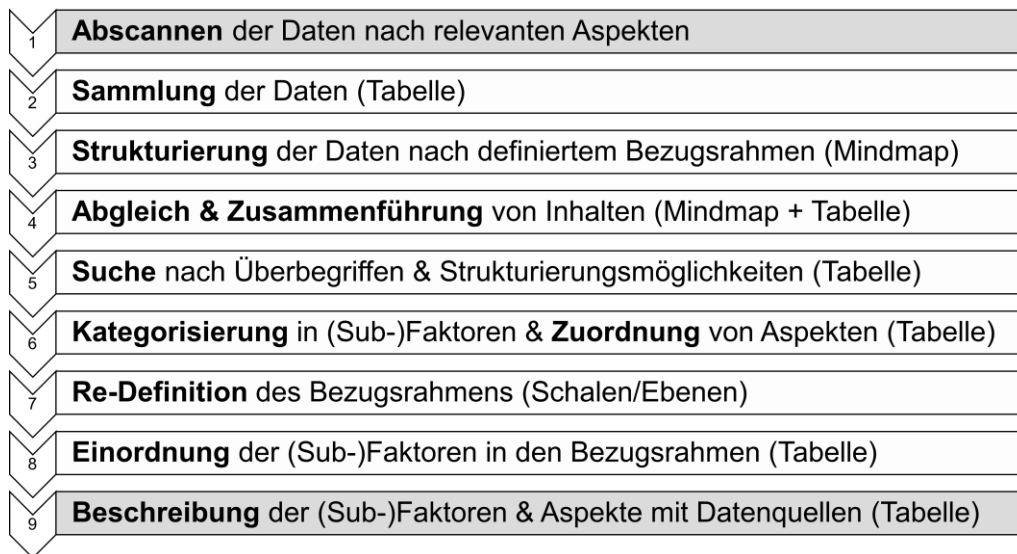 1 Abscannen der Daten nach relevanten Aspekten
2 Sammlung der Daten (Tabelle)
3 Strukturierung der Daten nach definiertem Bezugsrahmen (Mindmap)
4 Abgleich & Zusammenführung von Inhalten (Mindmap + Tabelle)
5 Suche nach Überbegriffen & Strukturierungsmöglichkeiten (Tabelle)
6 Kategorisierung in (Sub-)Faktoren & Zuordnung von Aspekten (Tabelle)
7 Re-Definition des Bezugsrahmens (Schalen/Ebenen)
8 Einordnung der (Sub-)Faktoren in den Bezugsrahmen (Tabelle)
9 Beschreibung der (Sub-)Faktoren & Aspekte mit Datenquellen (Tabelle)